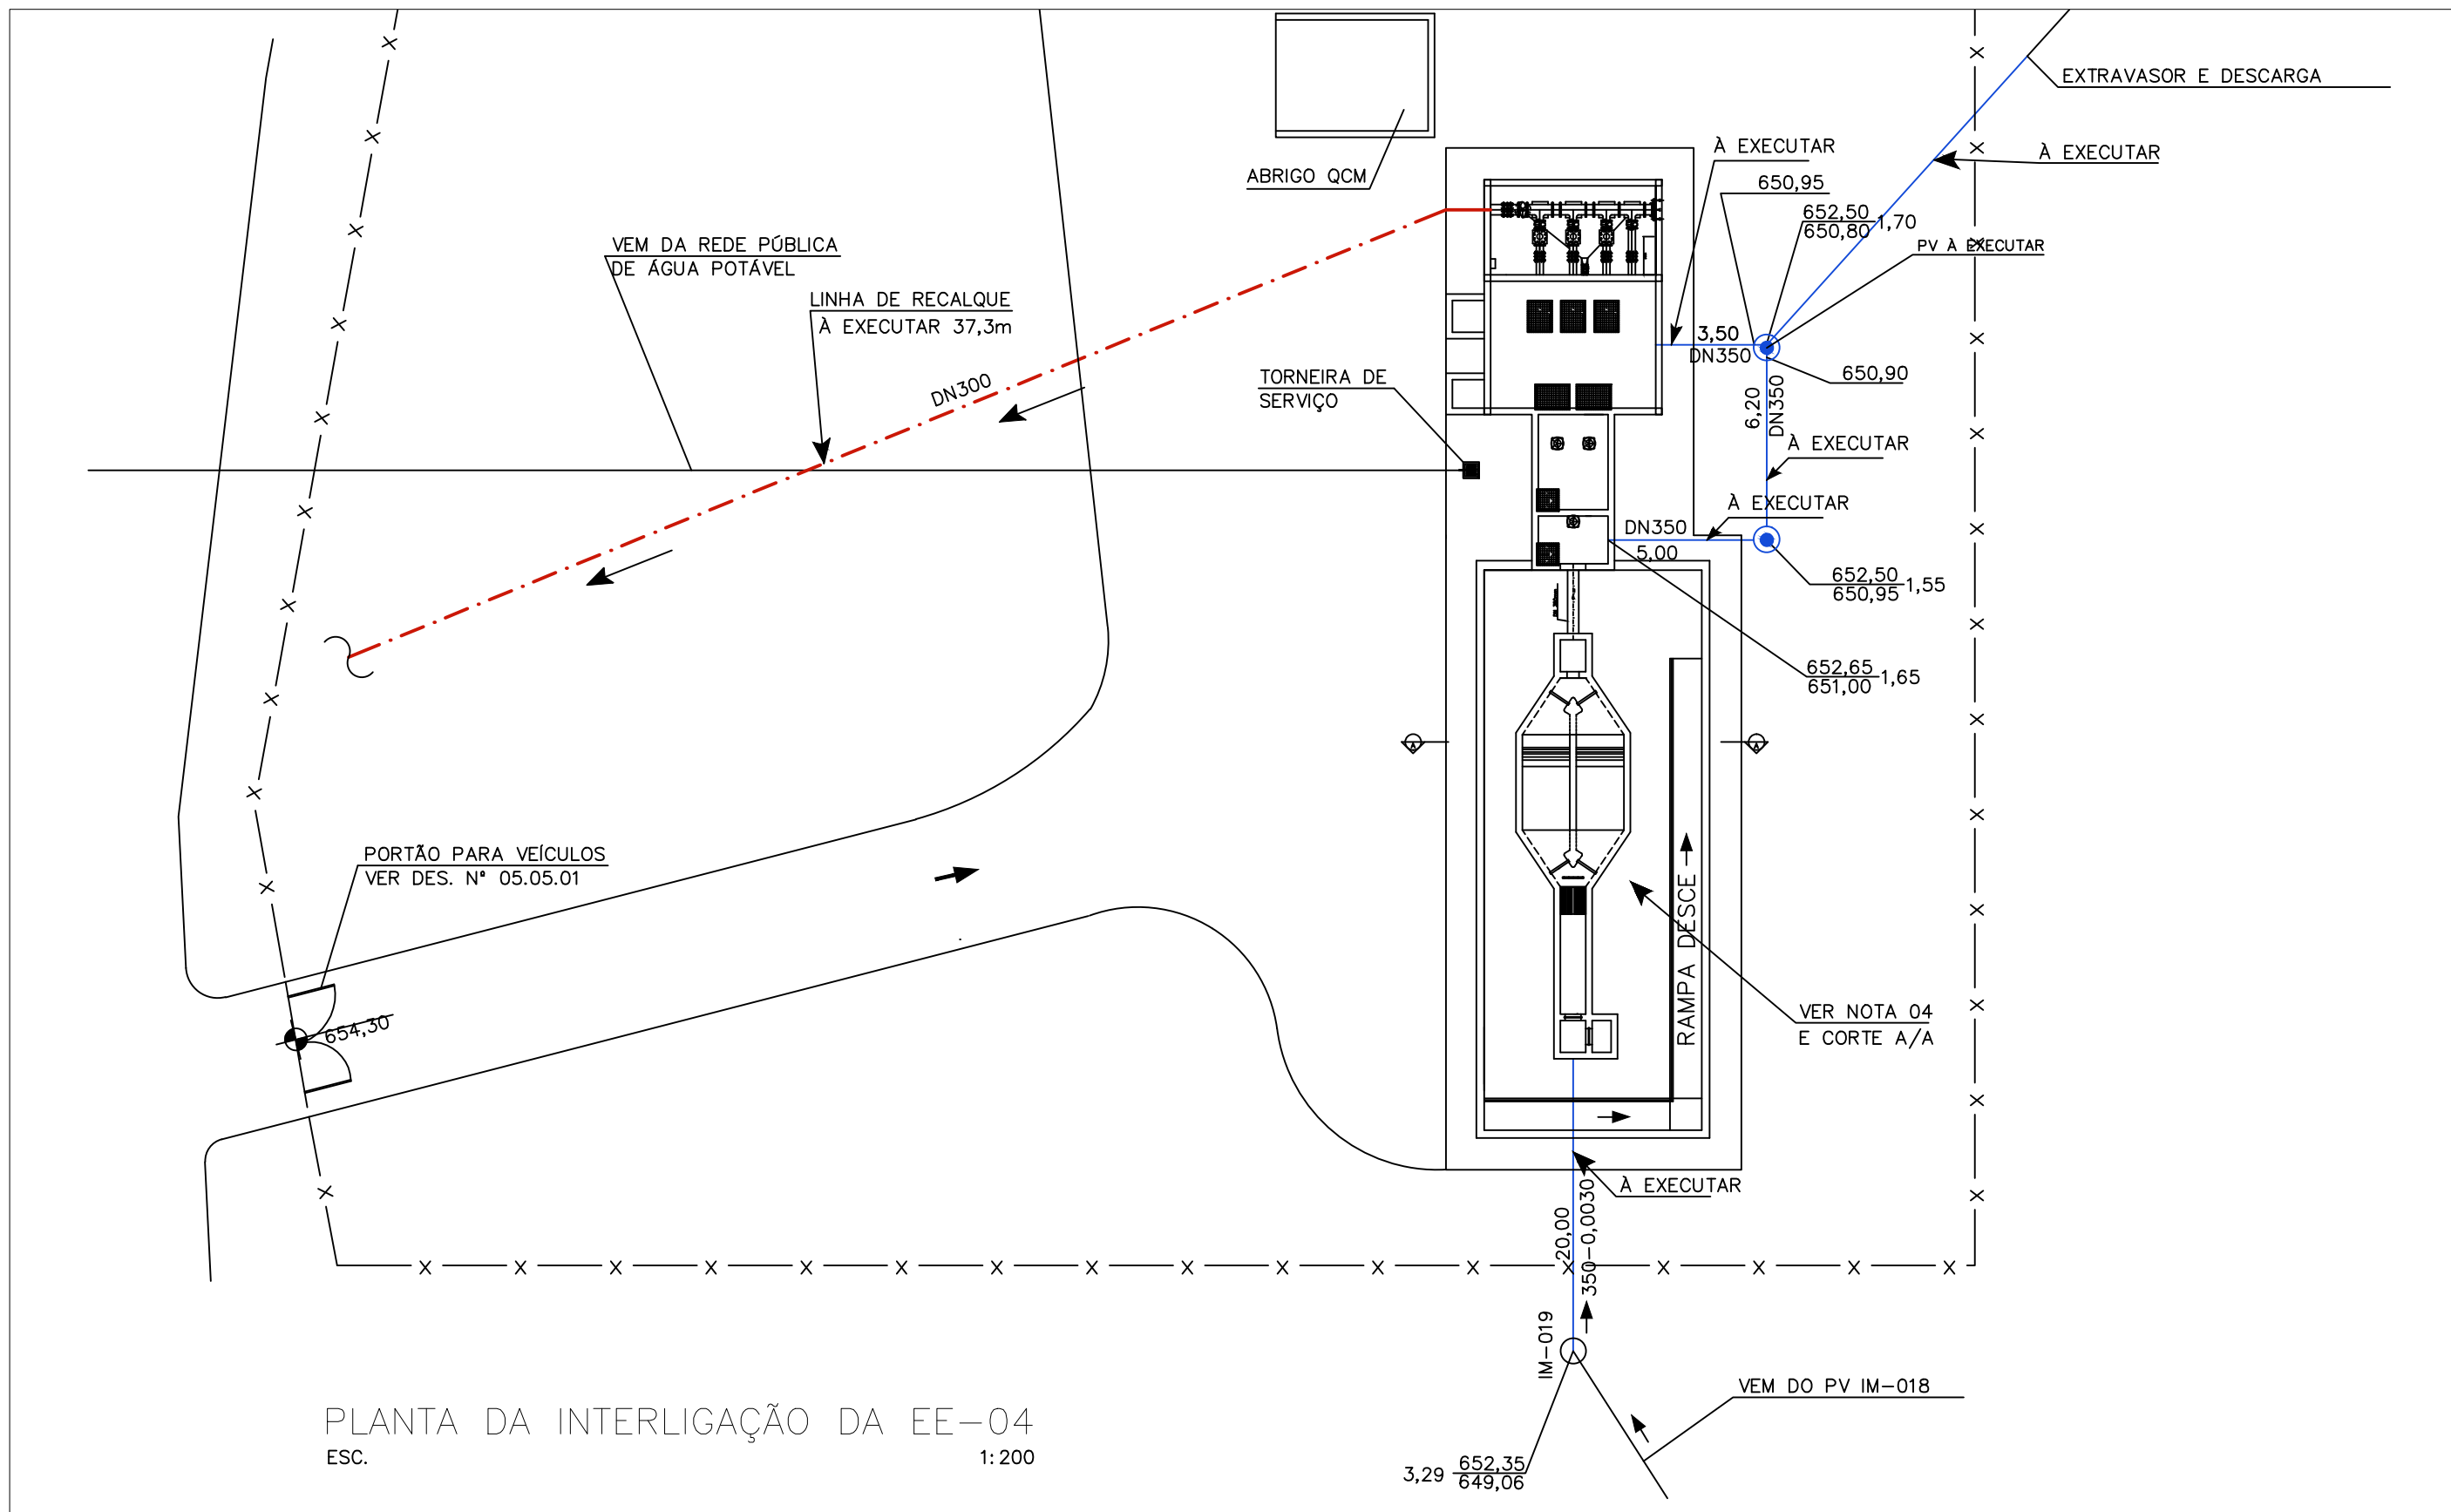 EXTRAVASOR E DESCARGA
À EXECUTAR
À EXECUTAR
ABRIGO QCM
650,95
652,50
650,80
1,70
PV À EXECUTAR
VEM DA REDE PÚBLICA
DE ÁGUA POTÁVEL
LINHA DE RECALQUE
À EXECUTAR 37,3m
DN300
3,50
DN350
650,90
TORNEIRA DE
SERVIÇO
6,20
DN350
À EXECUTAR
À EXECUTAR
DN350
5,00
652,50
650,95
1,55
652,65
651,00
1,65
A
A
PORTÃO PARA VEÍCULOS
VER DES. Nº 05.05.01
RAMPA DESCE
654,30
VER NOTA 04
E CORTE A/A
À EXECUTAR
20,00
350-0,0030
IM-019
VEM DO PV IM-018
PLANTA DA INTERLIGAÇÃO DA EE-04
ESC. 1:200
3,29
652,35
649,06